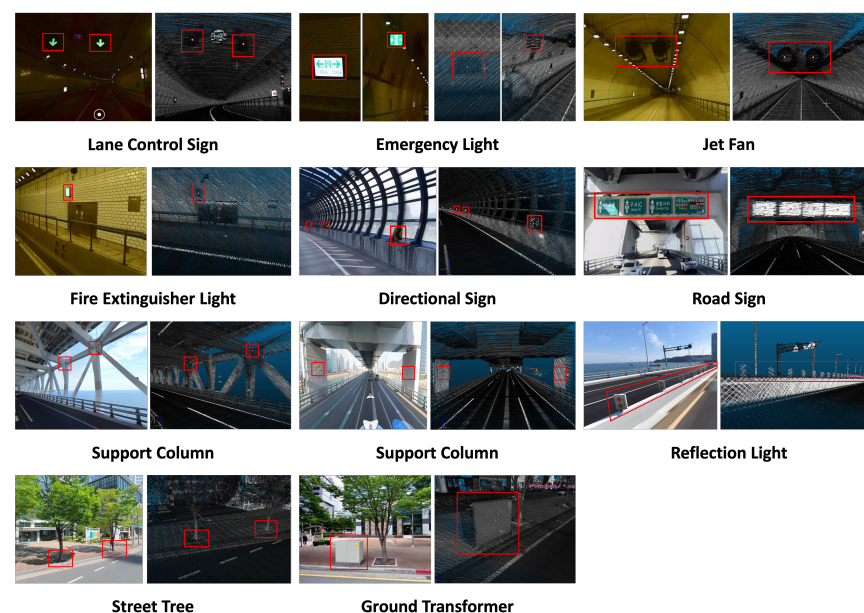 Lane Control Sign
Emergency Light
Jet Fan
Fire Extinguisher Light
Directional Sign
Road Sign
Support Column
Support Column
Reflection Light
Street Tree
Ground Transformer